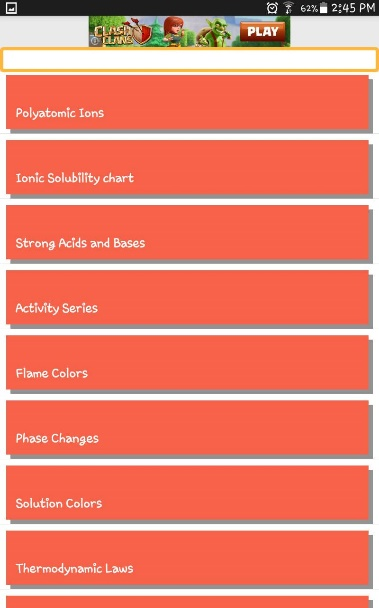 62% 2:45 PM
CLASH
CLANS
PLAY
Polyatomic Ions
Ionic Solubility chart
Strong Acids and Bases
Activity Series
Flame Colors
Phase Changes
Solution Colors
Thermodynamic Laws